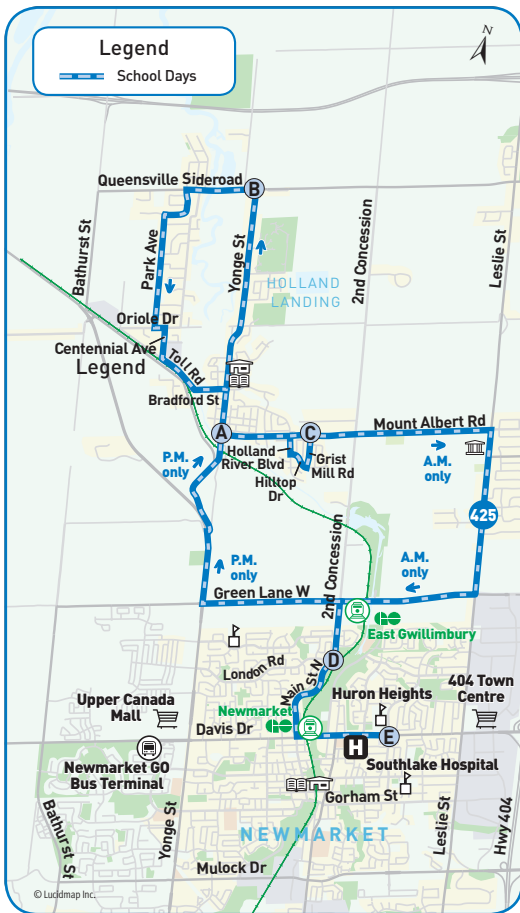 Legend
School Days
N
Queensville Sideroad
B
Bathurst St
Park Ave
Yonge St
2nd Concession
Leslie St
HOLLAND
LANDING
Oriole Dr
Centennial Ave
Legend
Toll Rd
Bradford St
A
C
Mount Albert Rd
Holland
River Blvd
Grist
Mill Rd
Hilltop
Dr
P.M.
only
A.M.
only
425
P.M.
only
A.M.
only
2nd Concession
Green Lane W
GO
East Gwillimbury
D
London Rd
Main St N
Upper Canada
Mall
Huron Heights
404 Town
Centre
Newmarket
GO
Davis Dr
H
E
Newmarket GO
Bus Terminal
Southlake Hospital
Gorham St
Bathurst St
Yonge St
NEWMARKET
Leslie St
Hwy 404
Mulock Dr
© Lucidmap Inc.